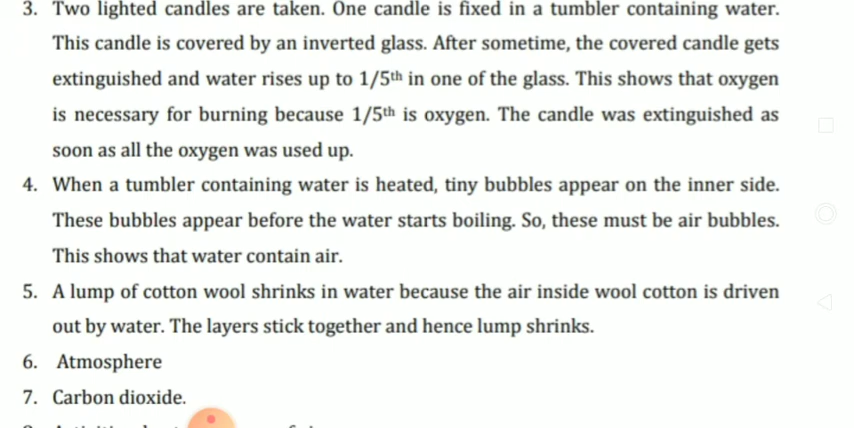 3. Two lighted candles are taken. One candle is fixed in a tumbler containing water.
This candle is covered by an inverted glass. After sometime, the covered candle gets
extinguished and water rises up to 1/5th in one of the glass. This shows that oxygen
is necessary for burning because 1/5th is oxygen. The candle was extinguished as
soon as all the oxygen was used up.
4. When a tumbler containing water is heated, tiny bubbles appear on the inner side.
These bubbles appear before the water starts boiling. So, these must be air bubbles.
This shows that water contain air.
5. A lump of cotton wool shrinks in water because the air inside wool cotton is driven
out by water. The layers stick together and hence lump shrinks.
6. Atmosphere
7. Carbon dioxide.